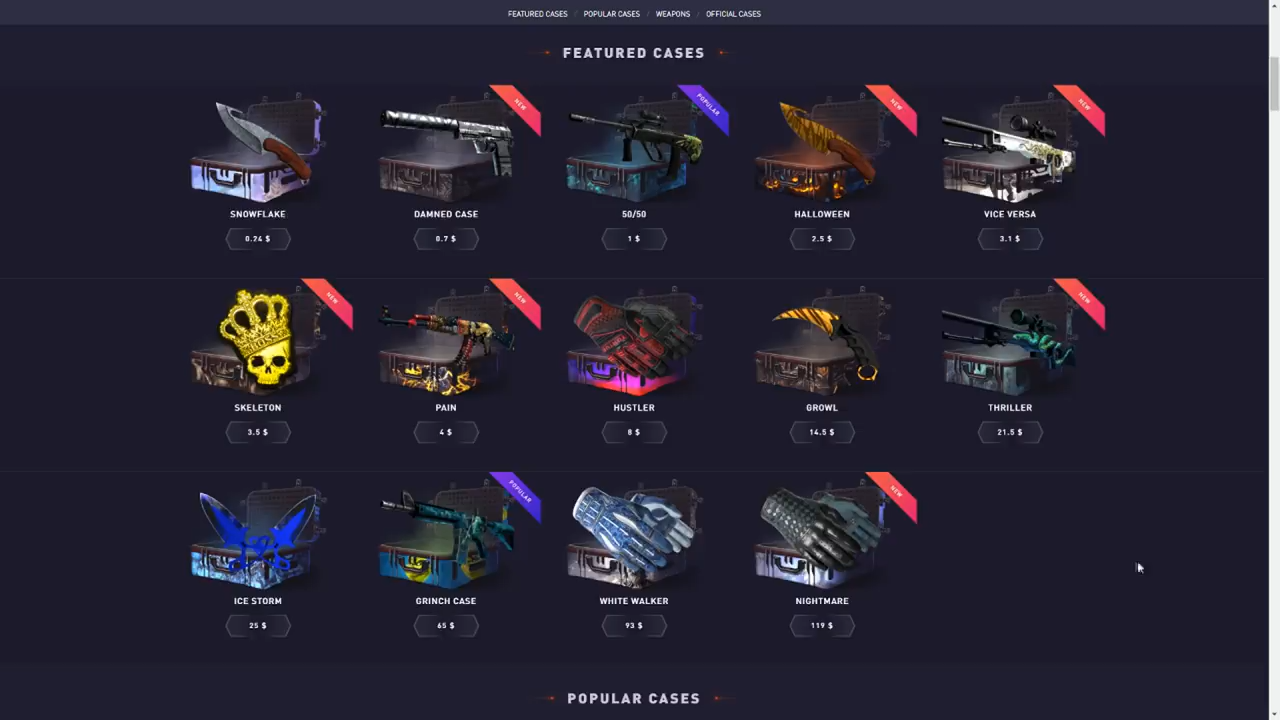 FEATURED CASES / POPULAR CASES / WEAPONS / OFFICIAL CASES
FEATURED CASES
NEW
POPULAR
NEW
NEW
SNOWFLAKE
DAMNED CASE
50/50
HALLOWEEN
VICE VERSA
0.24 $
0.7 $
1 $
2.5 $
3.1 $
NEW
NEW
NEW
SKELETON
PAIN
HUSTLER
GROWL
THRILLER
3.5 $
4 $
8 $
14.5 $
21.5 $
POPULAR
NEW
ICE STORM
GRINCH CASE
WHITE WALKER
NIGHTMARE
25 $
65 $
93 $
119 $
POPULAR CASES